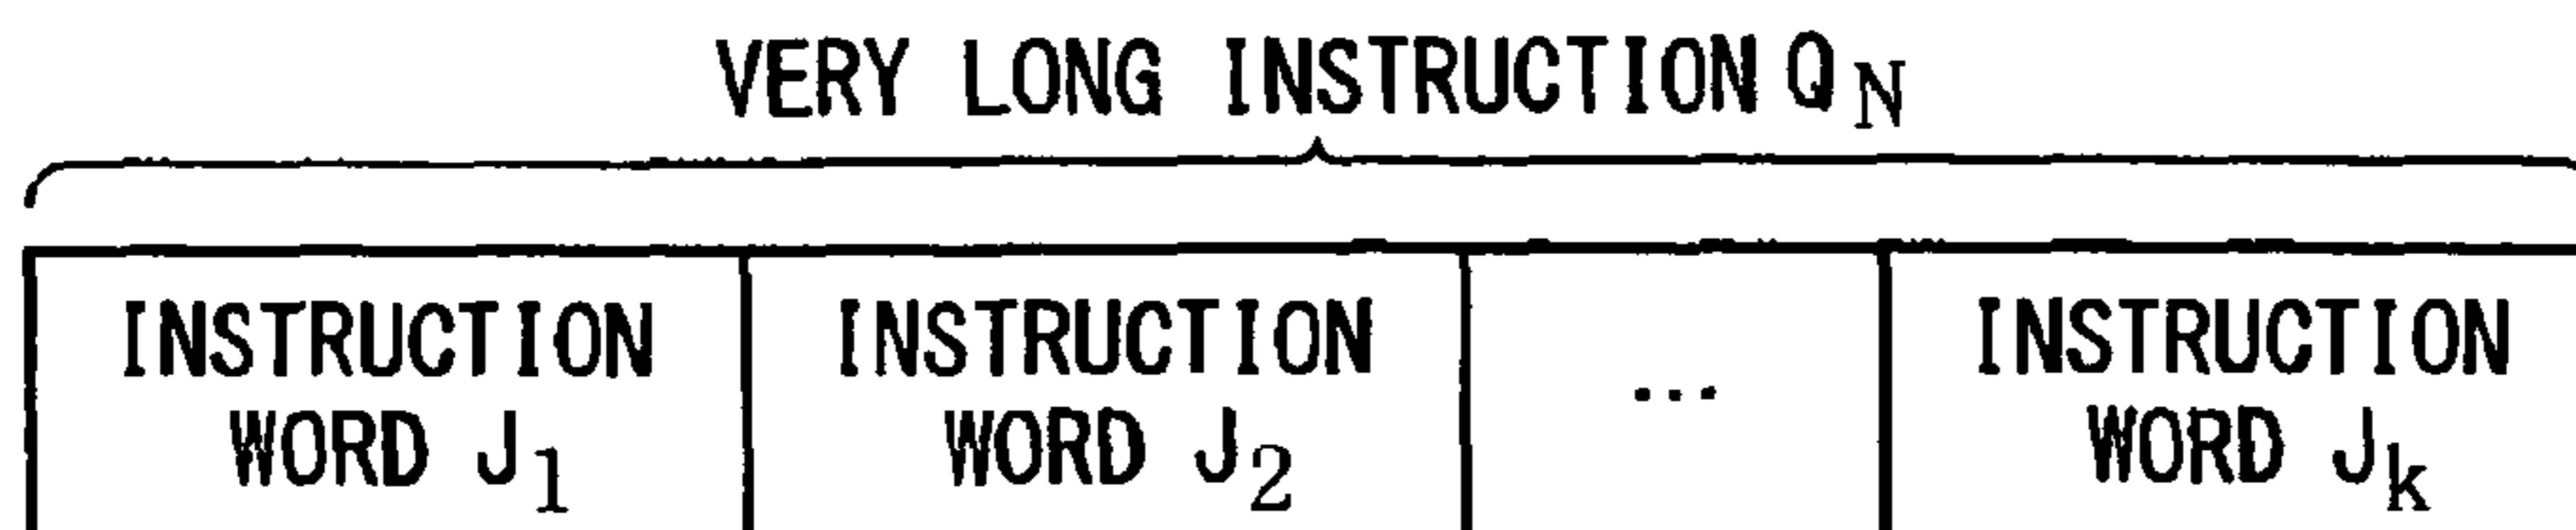 VERY LONG INSTRUCTION Q_N
INSTRUCTION WORD J_1
INSTRUCTION WORD J_2
...
INSTRUCTION WORD J_k